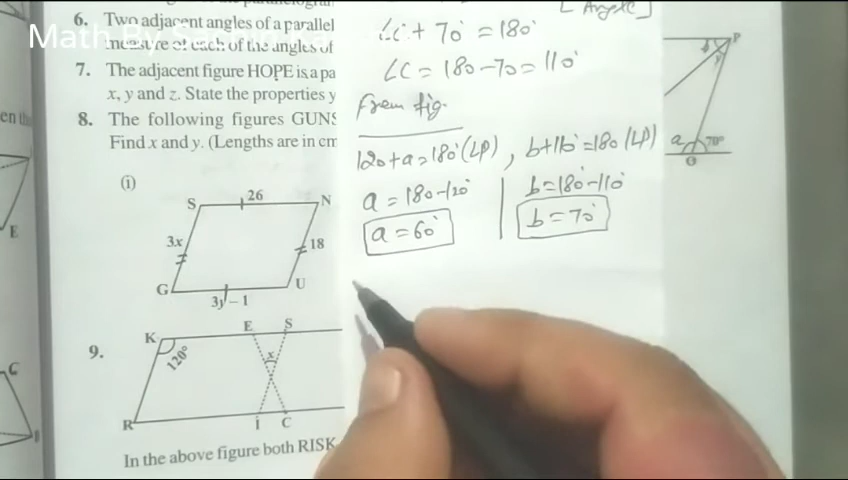 6. Two adjacent angles of a parallel
measure of each of the angles of
7. The adjacent figure HOPE is a pa
x, y and z. State the properties y
8. The following figures GUNS
Find x and y. (Lengths are in cm
(i)
S 26 N
3x 18
G 3y – 1 U
9. K E S
120° x
R I C
In the above figure both RISK
Math By
[Angle]
∠C + 70° = 180°
∠C = 180 - 70 = 110°
From fig.
120 + a = 180° (LP), b + 110° = 180 (LP)
a = 180 - 120° b = 180° - 110°
a = 60° b = 70°
P
b
y
a 70°
O
en th
E
C